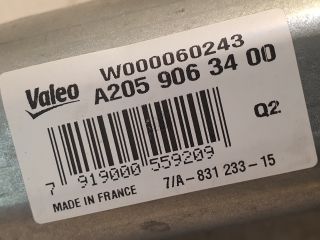 Valeo
W000060243
A205 906 34 00
Q2
7 919000 559209
MADE IN FRANCE 7/A-831 233-15